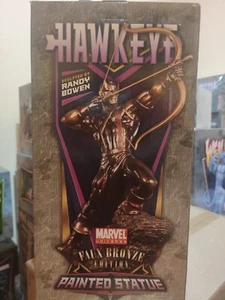 HAWKEYE
SCULPTED BY
RANDY
BOWEN
MARVEL
FAUX BRONZE
EDITION
PAINTED STATUE